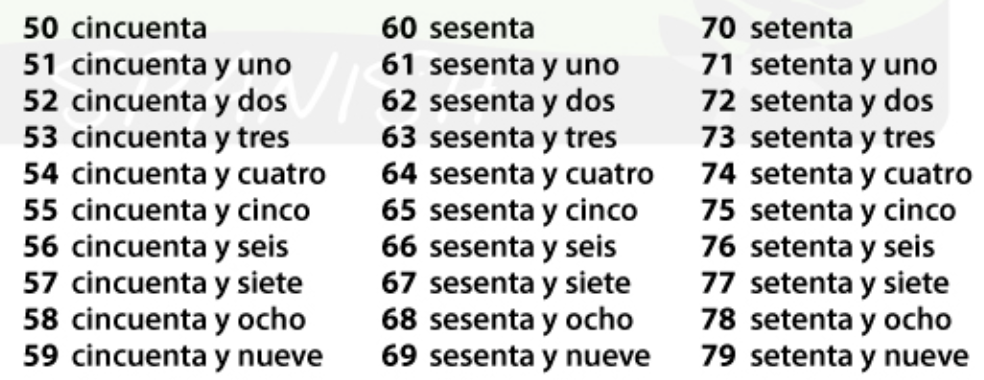 50 cincuenta
51 cincuenta y uno
52 cincuenta y dos
53 cincuenta y tres
54 cincuenta y cuatro
55 cincuenta y cinco
56 cincuenta y seis
57 cincuenta y siete
58 cincuenta y ocho
59 cincuenta y nueve
60 sesenta
61 sesenta y uno
62 sesenta y dos
63 sesenta y tres
64 sesenta y cuatro
65 sesenta y cinco
66 sesenta y seis
67 sesenta y siete
68 sesenta y ocho
69 sesenta y nueve
70 setenta
71 setenta y uno
72 setenta y dos
73 setenta y tres
74 setenta y cuatro
75 setenta y cinco
76 setenta y seis
77 setenta y siete
78 setenta y ocho
79 setenta y nueve
SPANISH